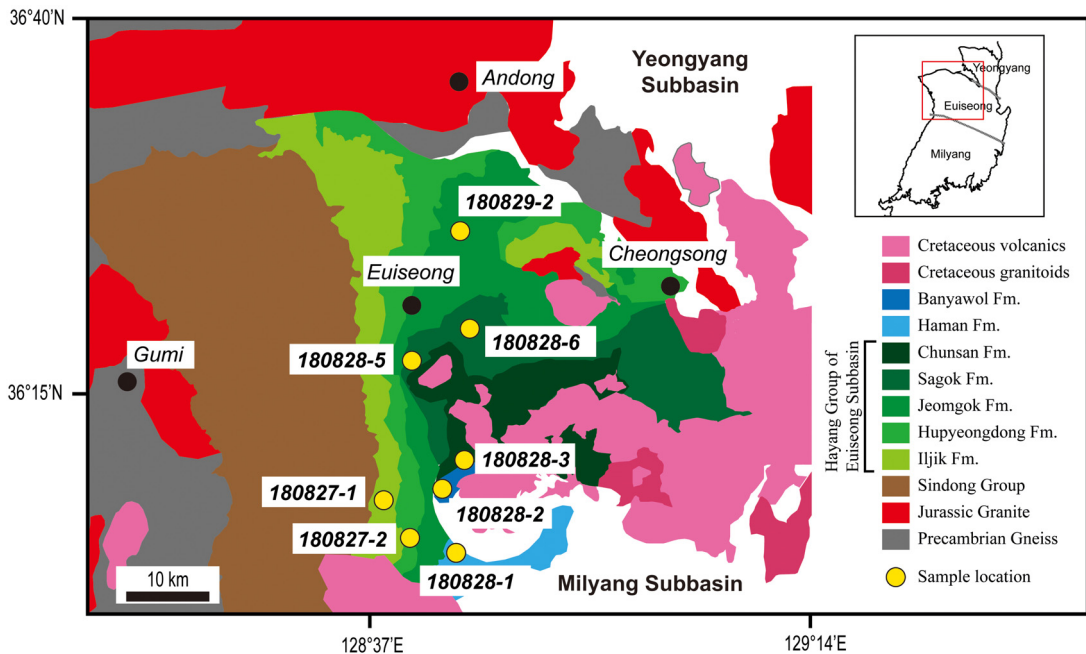 36°40'N
Yeongyang
Subbasin
Andong
180829-2
Cheongsong
Euiseong
180828-6
180828-5
Gumi
36°15'N
180828-3
180827-1
180828-2
180827-2
180828-1
Milyang Subbasin
10 km
128°37'E
129°14'E
Yeongyang
Euiseong
Milyang
Cretaceous volcanics
Cretaceous granitoids
Banyawol Fm.
Haman Fm.
Chunsan Fm.
Sagok Fm.
Jeomgok Fm.
Hupyeongdong Fm.
Iljik Fm.
Hayang Group of
Euiseong Subbasin
Sindong Group
Jurassic Granite
Precambrian Gneiss
Sample location